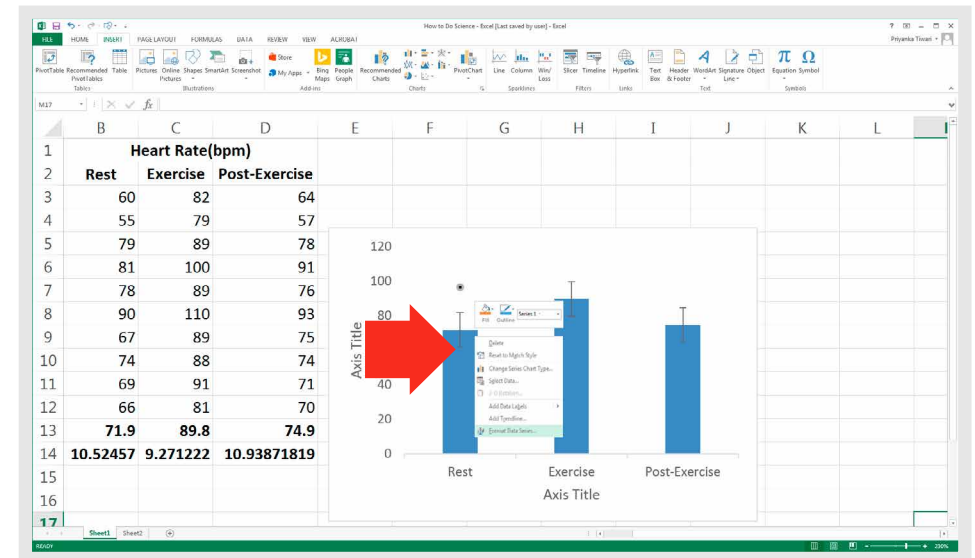 How to Do Science - Excel [Last saved by user] - Excel
FILE HOME INSERT PAGE LAYOUT FORMULAS DATA REVIEW VIEW ACROBAT Priyanka Tiwari
PivotTable Recommended PivotTables Table Pictures Online Pictures Shapes SmartArt Screenshot Store My Apps Bing Maps People Graph Recommended Charts PivotChart Line Column Win/Loss Slicer Timeline Hyperlink Text Box Header & Footer WordArt Signature Line Object Equation Symbol
Tables Illustrations Add-ins Charts Sparklines Filters Links Text Symbols
M17 fx
B C D E F G H I J K L
1 Heart Rate(bpm)
2 Rest Exercise Post-Exercise
3 60 82 64
4 55 79 57
5 79 89 78
6 81 100 91
7 78 89 76
8 90 110 93
9 67 89 75
10 74 88 74
11 69 91 71
12 66 81 70
13 71.9 89.8 74.9
14 10.52457 9.271222 10.93871819
15
16
17
120
100
80
40
20
0
Axis Title
Rest Exercise Post-Exercise
Axis Title
Fill Outline Series 1
Delete
Reset to Match Style
Change Series Chart Type...
Select Data...
3-D Rotation...
Add Data Labels
Add Trendline...
Format Data Series...
Sheet1 Sheet2
READY 230%